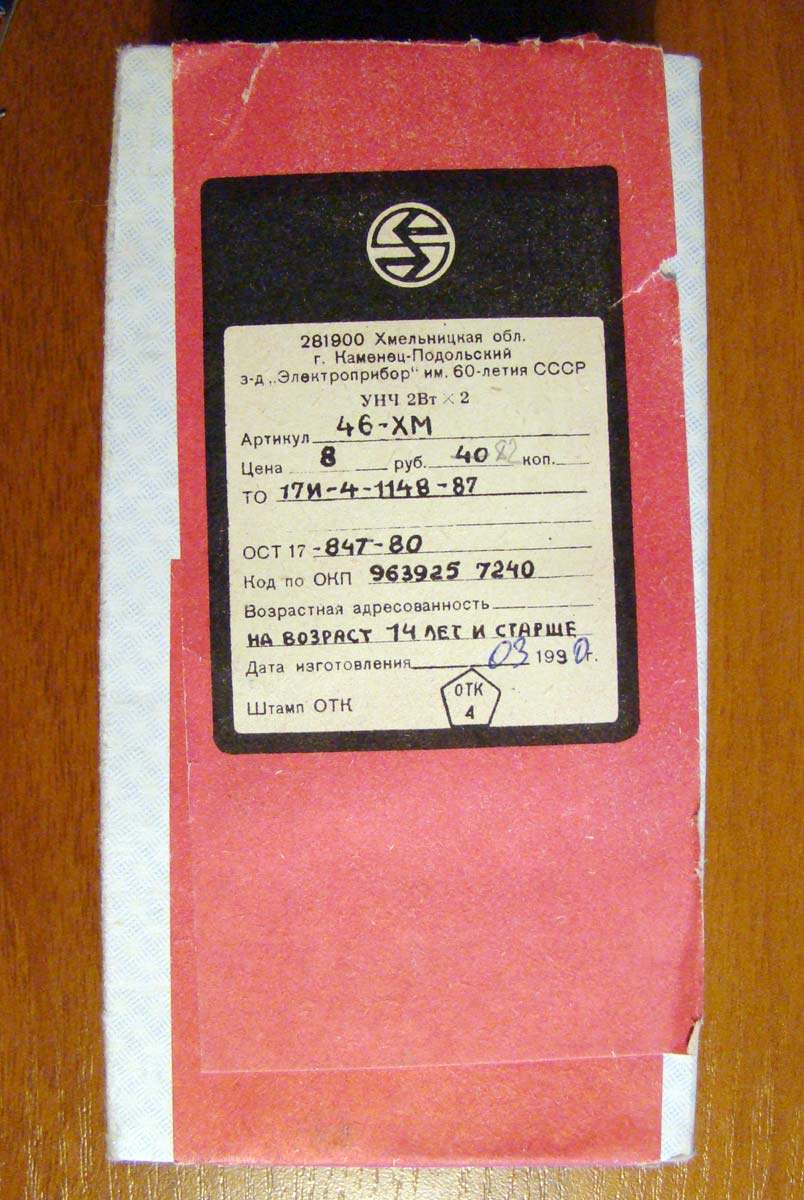 281900 Хмельницкая обл.
г. Каменец-Подольский
з-д „Электроприбор“ им. 60-летия СССР
УНЧ 2Вт × 2
Артикул 46-ХМ
Цена 8 руб. 40 82 коп.
ТО 17И-4-1148-87
ОСТ 17-847-80
Код по ОКП 963925 7240
Возрастная адресованность
НА ВОЗРАСТ 14 ЛЕТ И СТАРШЕ
Дата изготовления 03 1990г.
Штамп ОТК
ОТК
4